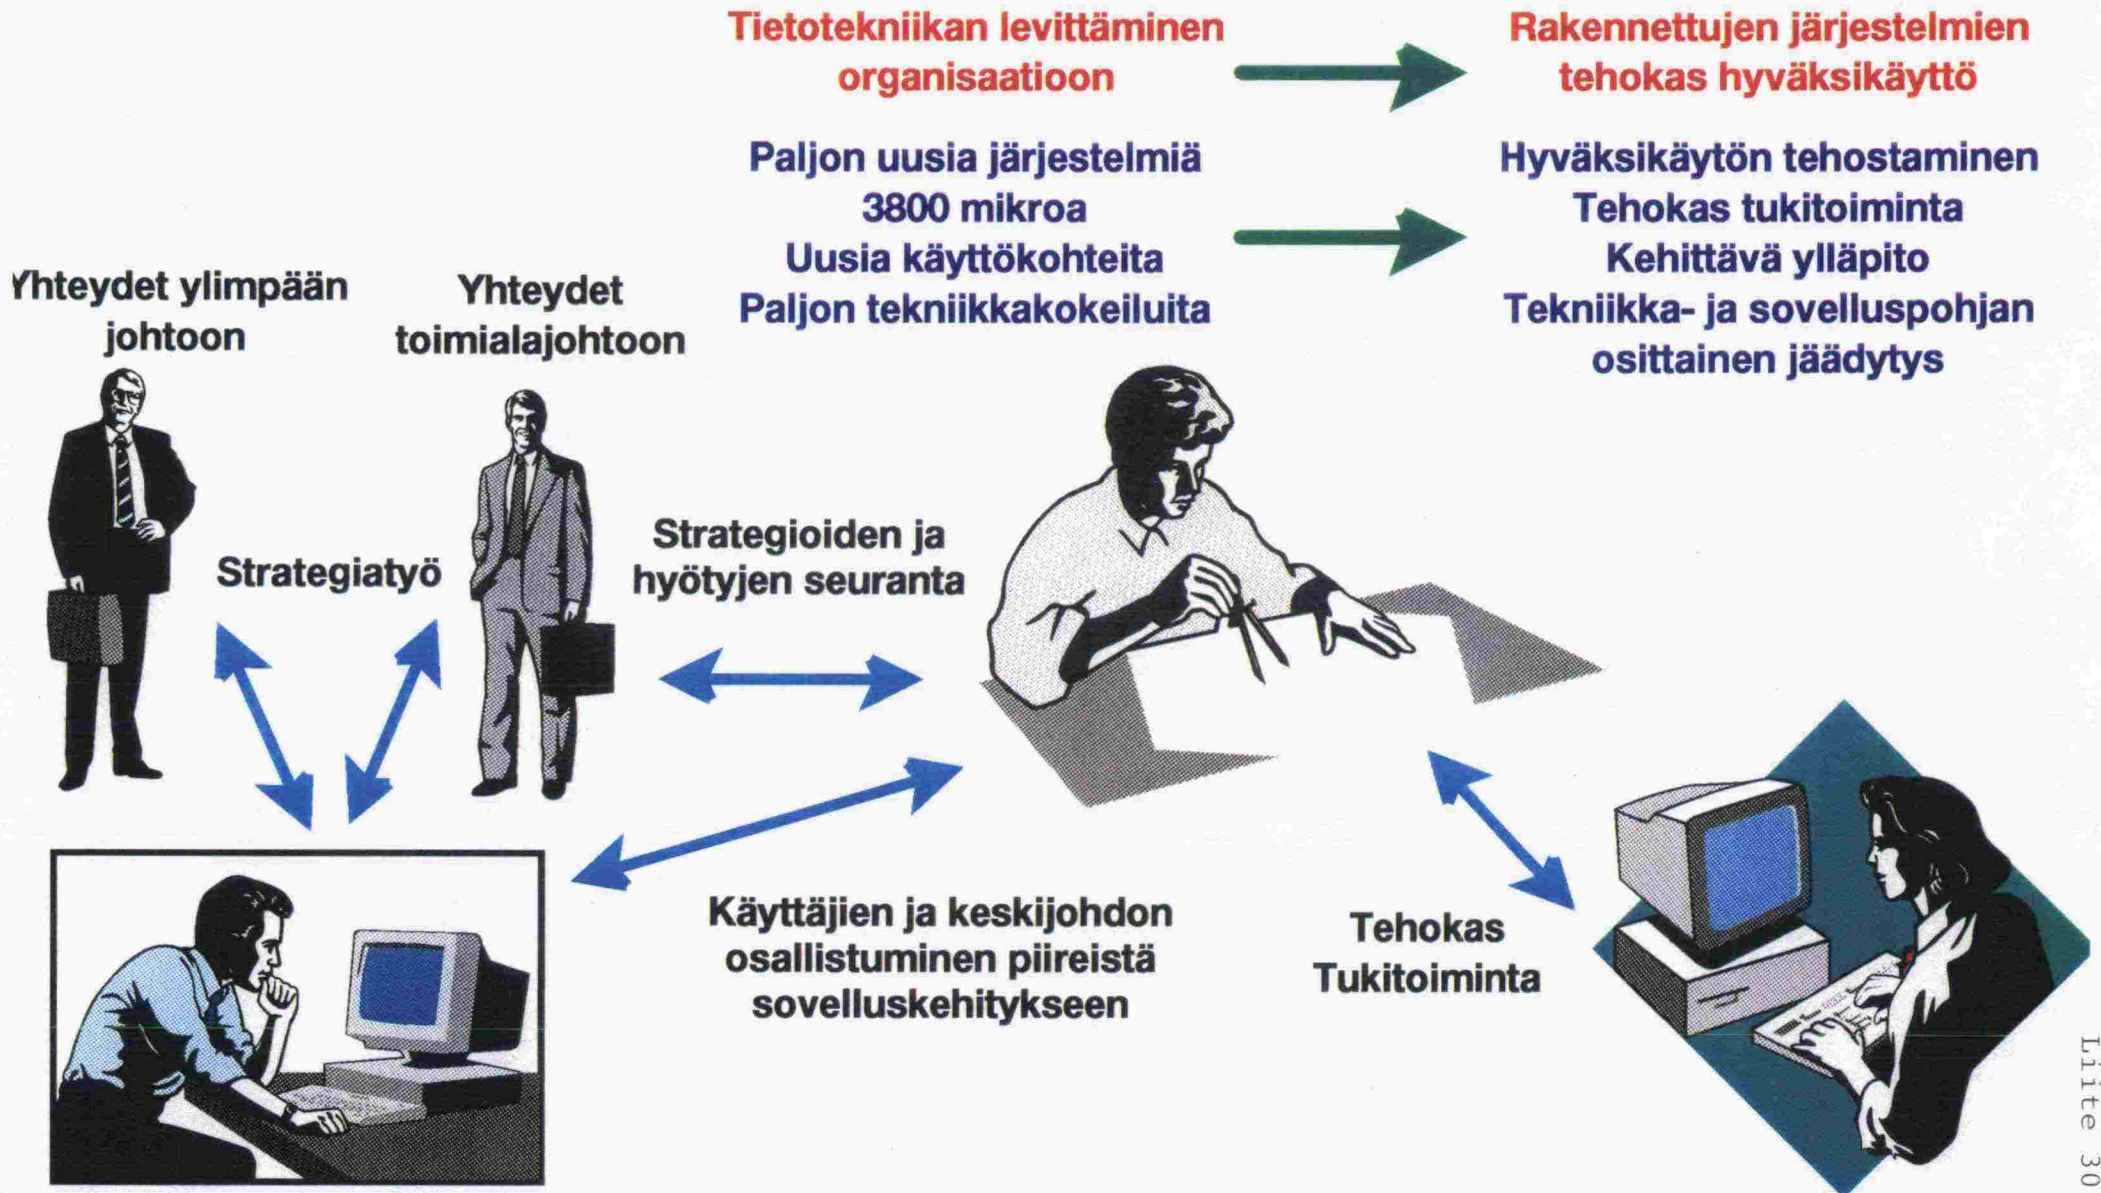 Tietotekniikan levittäminen
organisaatioon
Rakennettujen järjestelmien
tehokas hyväksikäyttö
Paljon uusia järjestelmiä
3800 mikroa
Uusia käyttökohteita
Paljon tekniikkakokeiluita
Hyväksikäytön tehostaminen
Tehokas tukitoiminta
Kehittävä ylläpito
Tekniikka- ja sovelluspohjan
osittainen jäädytys
Yhteydet ylimpään
johtoon
Yhteydet
toimialajohtoon
Strategiatyö
Strategioiden ja
hyötyjen seuranta
Käyttäjien ja keskijohdon
osallistuminen piireistä
sovelluskehitykseen
Tehokas
Tukitoiminta
Liite 30